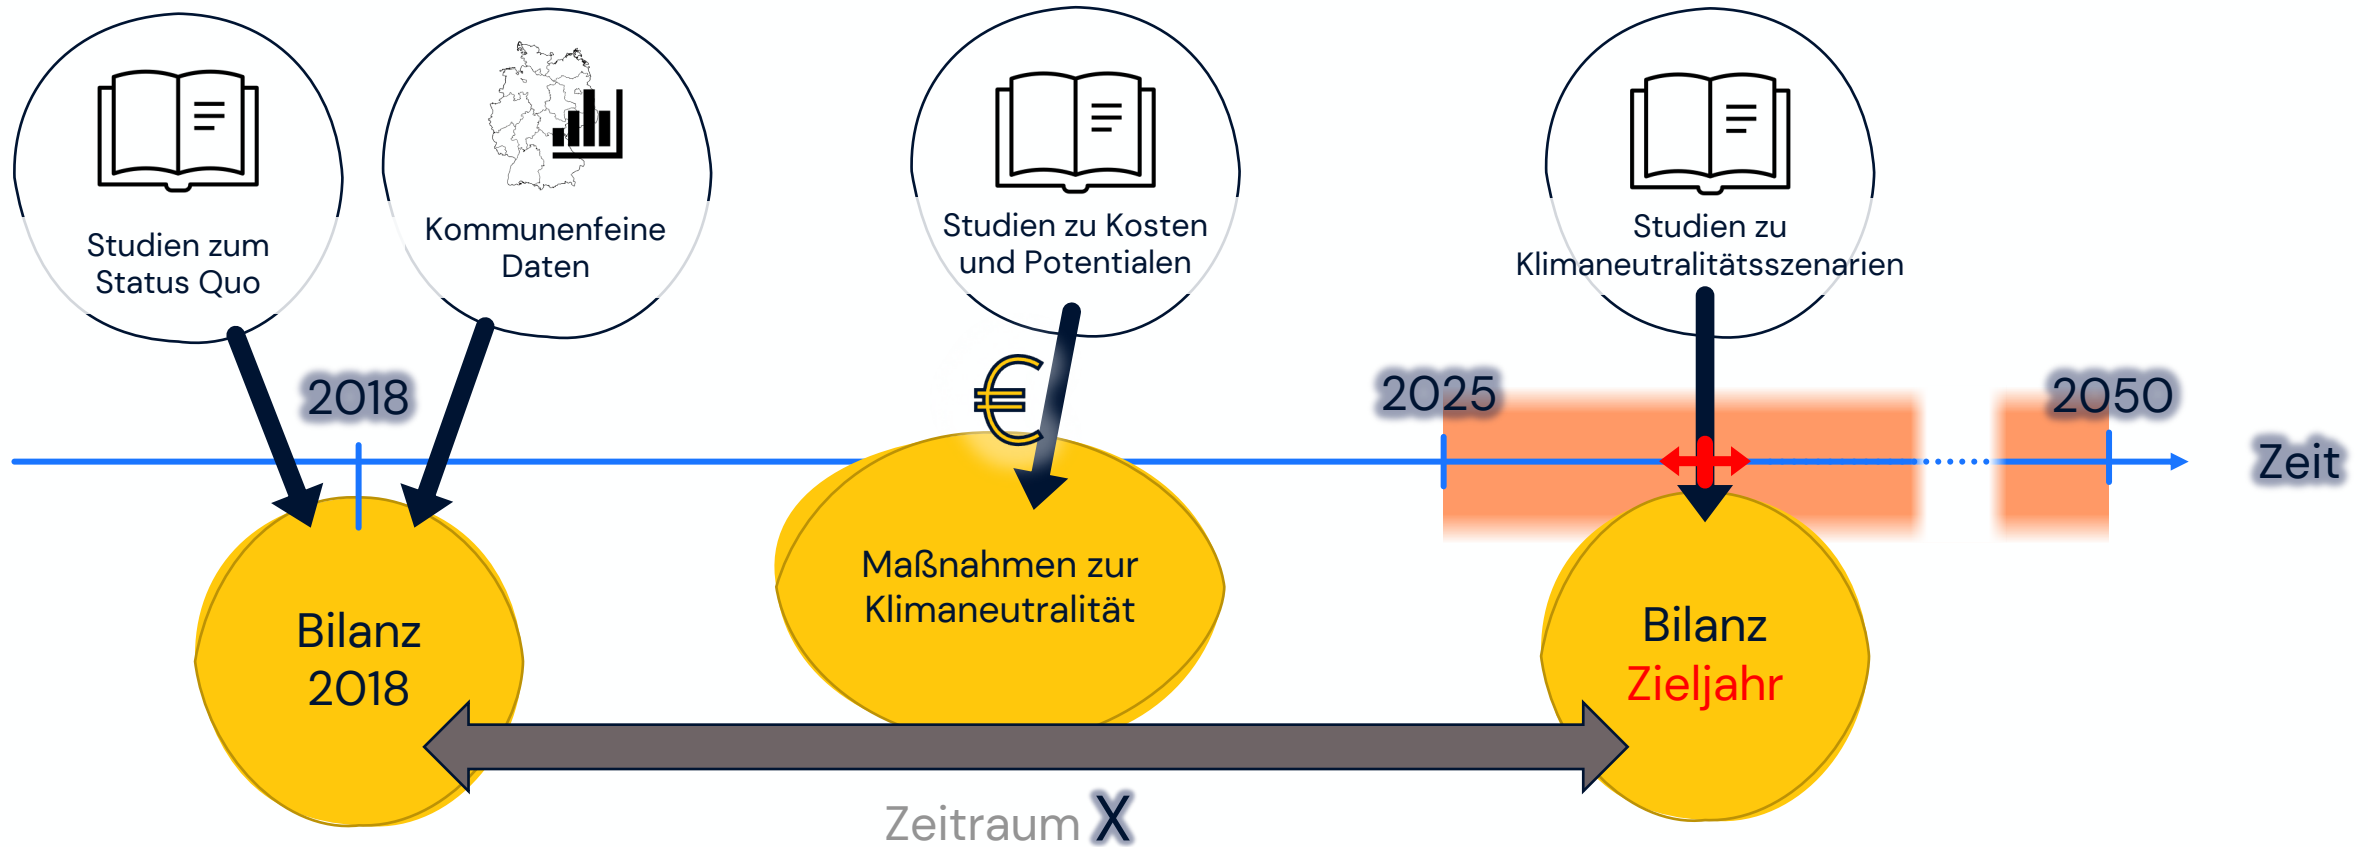 Studien zum
Status Quo
Kommunenfeine
Daten
Studien zu Kosten
und Potentialen
Studien zu
Klimaneutralitätsszenarien
2018
€
2025
2050
Zeit
Bilanz
2018
Maßnahmen zur
Klimaneutralität
Bilanz
Zieljahr
Zeitraum X